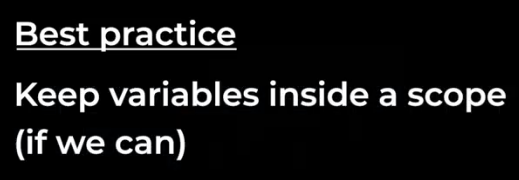 Best practice
Keep variables inside a scope
(if we can)